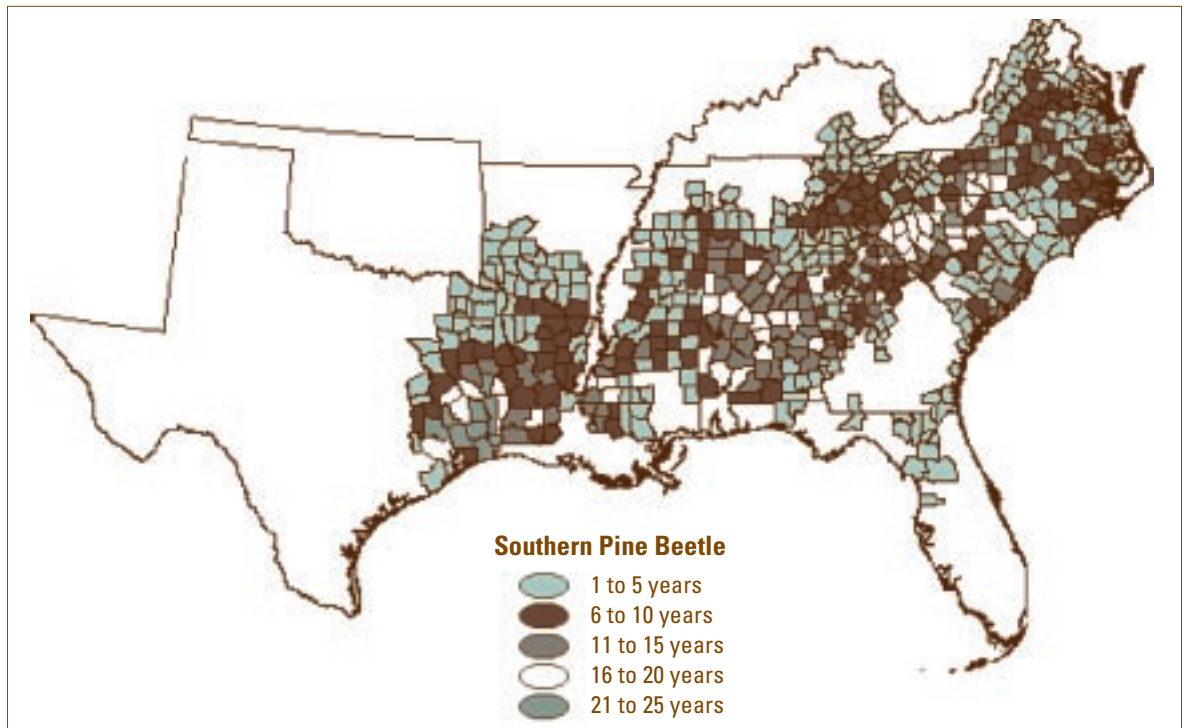 Southern Pine Beetle
1 to 5 years
6 to 10 years
11 to 15 years
16 to 20 years
21 to 25 years